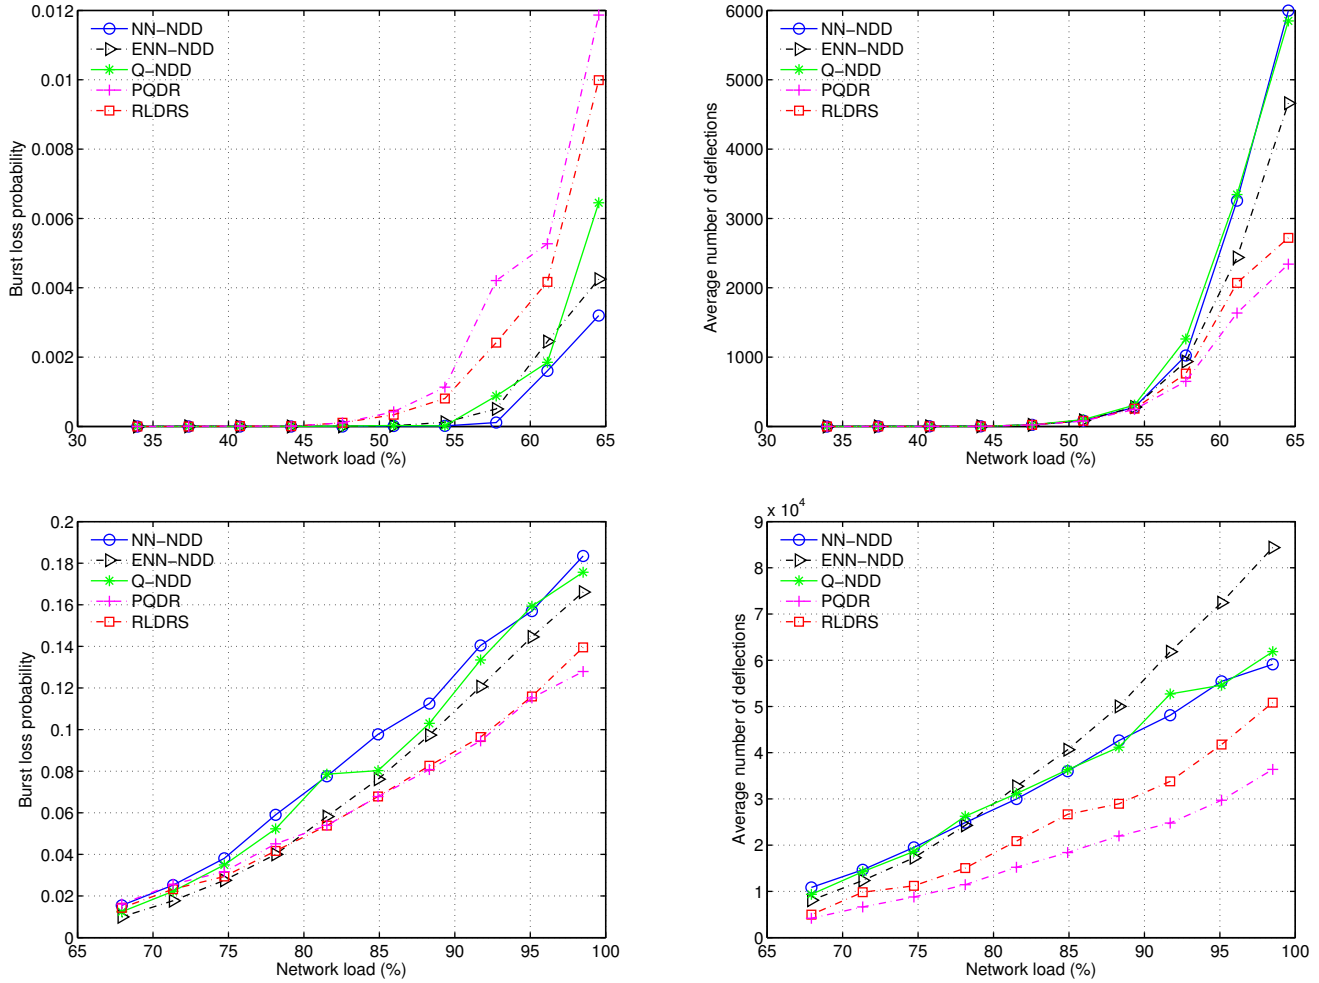 0.012
0.01
0.008
0.006
0.004
0.002
0
Burst loss probability
NN−NDD
ENN−NDD
Q−NDD
PQDR
RLDRS
30 35 40 45 50 55 60 65
Network load (%)
6000
5000
4000
3000
2000
1000
0
Average number of deflections
NN−NDD
ENN−NDD
Q−NDD
PQDR
RLDRS
30 35 40 45 50 55 60 65
Network load (%)
0.2
0.18
0.16
0.14
0.12
0.1
0.08
0.06
0.04
0.02
0
Burst loss probability
NN−NDD
ENN−NDD
Q−NDD
PQDR
RLDRS
65 70 75 80 85 90 95 100
Network load (%)
x 10^4
9
8
7
6
5
4
3
2
1
0
Average number of deflections
NN−NDD
ENN−NDD
Q−NDD
PQDR
RLDRS
65 70 75 80 85 90 95 100
Network load (%)